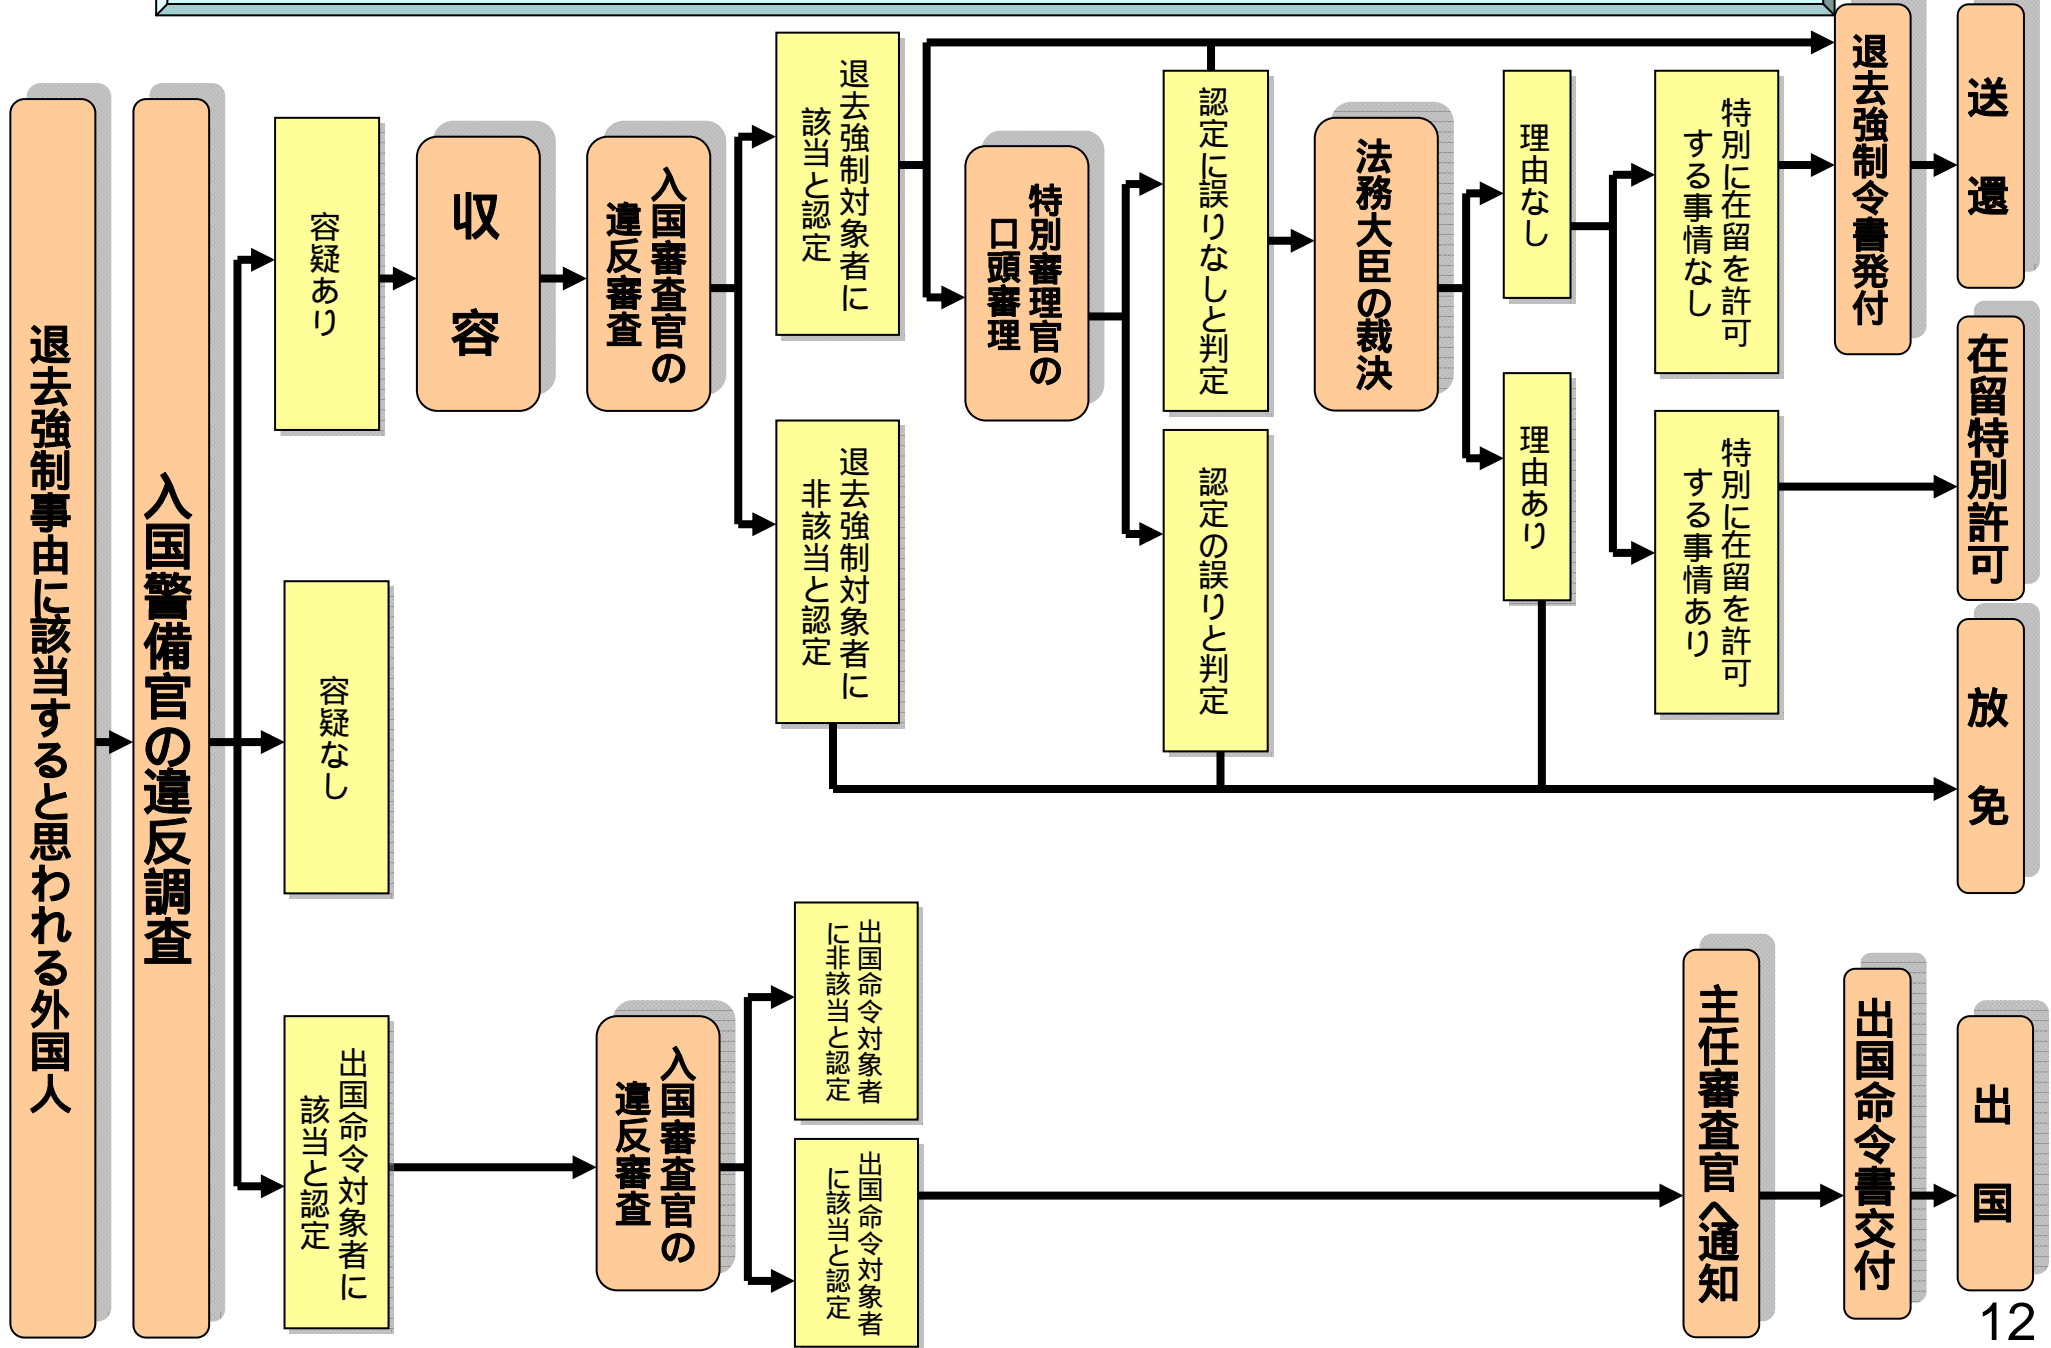 退去強制事由に該当すると思われる外国人
入国警備官の違反調査
容疑あり
容疑なし
出国命令対象者に
該当と認定
収容
入国審査官の
違反審査
退去強制対象者に
該当と認定
退去強制対象者に
非該当と認定
特別審理官の
口頭審理
認定に誤りなしと判定
認定の誤りと判定
法務大臣の裁決
理由なし
理由あり
特別に在留を許可
する事情なし
特別に在留を許可
する事情あり
退去強制令書発付
送還
在留特別許可
放免
入国審査官の
違反審査
出国命令対象者
に非該当と認定
出国命令対象者
に該当と認定
主任審査官へ通知
出国命令書交付
出国
12